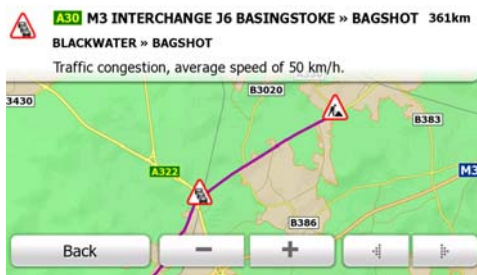 A30 M3 INTERCHANGE J6 BASINGSTOKE » BAGSHOT 361km
BLACKWATER » BAGSHOT
Traffic congestion, average speed of 50 km/h.
B3020
3430
B383
A322
M3
B386
Back